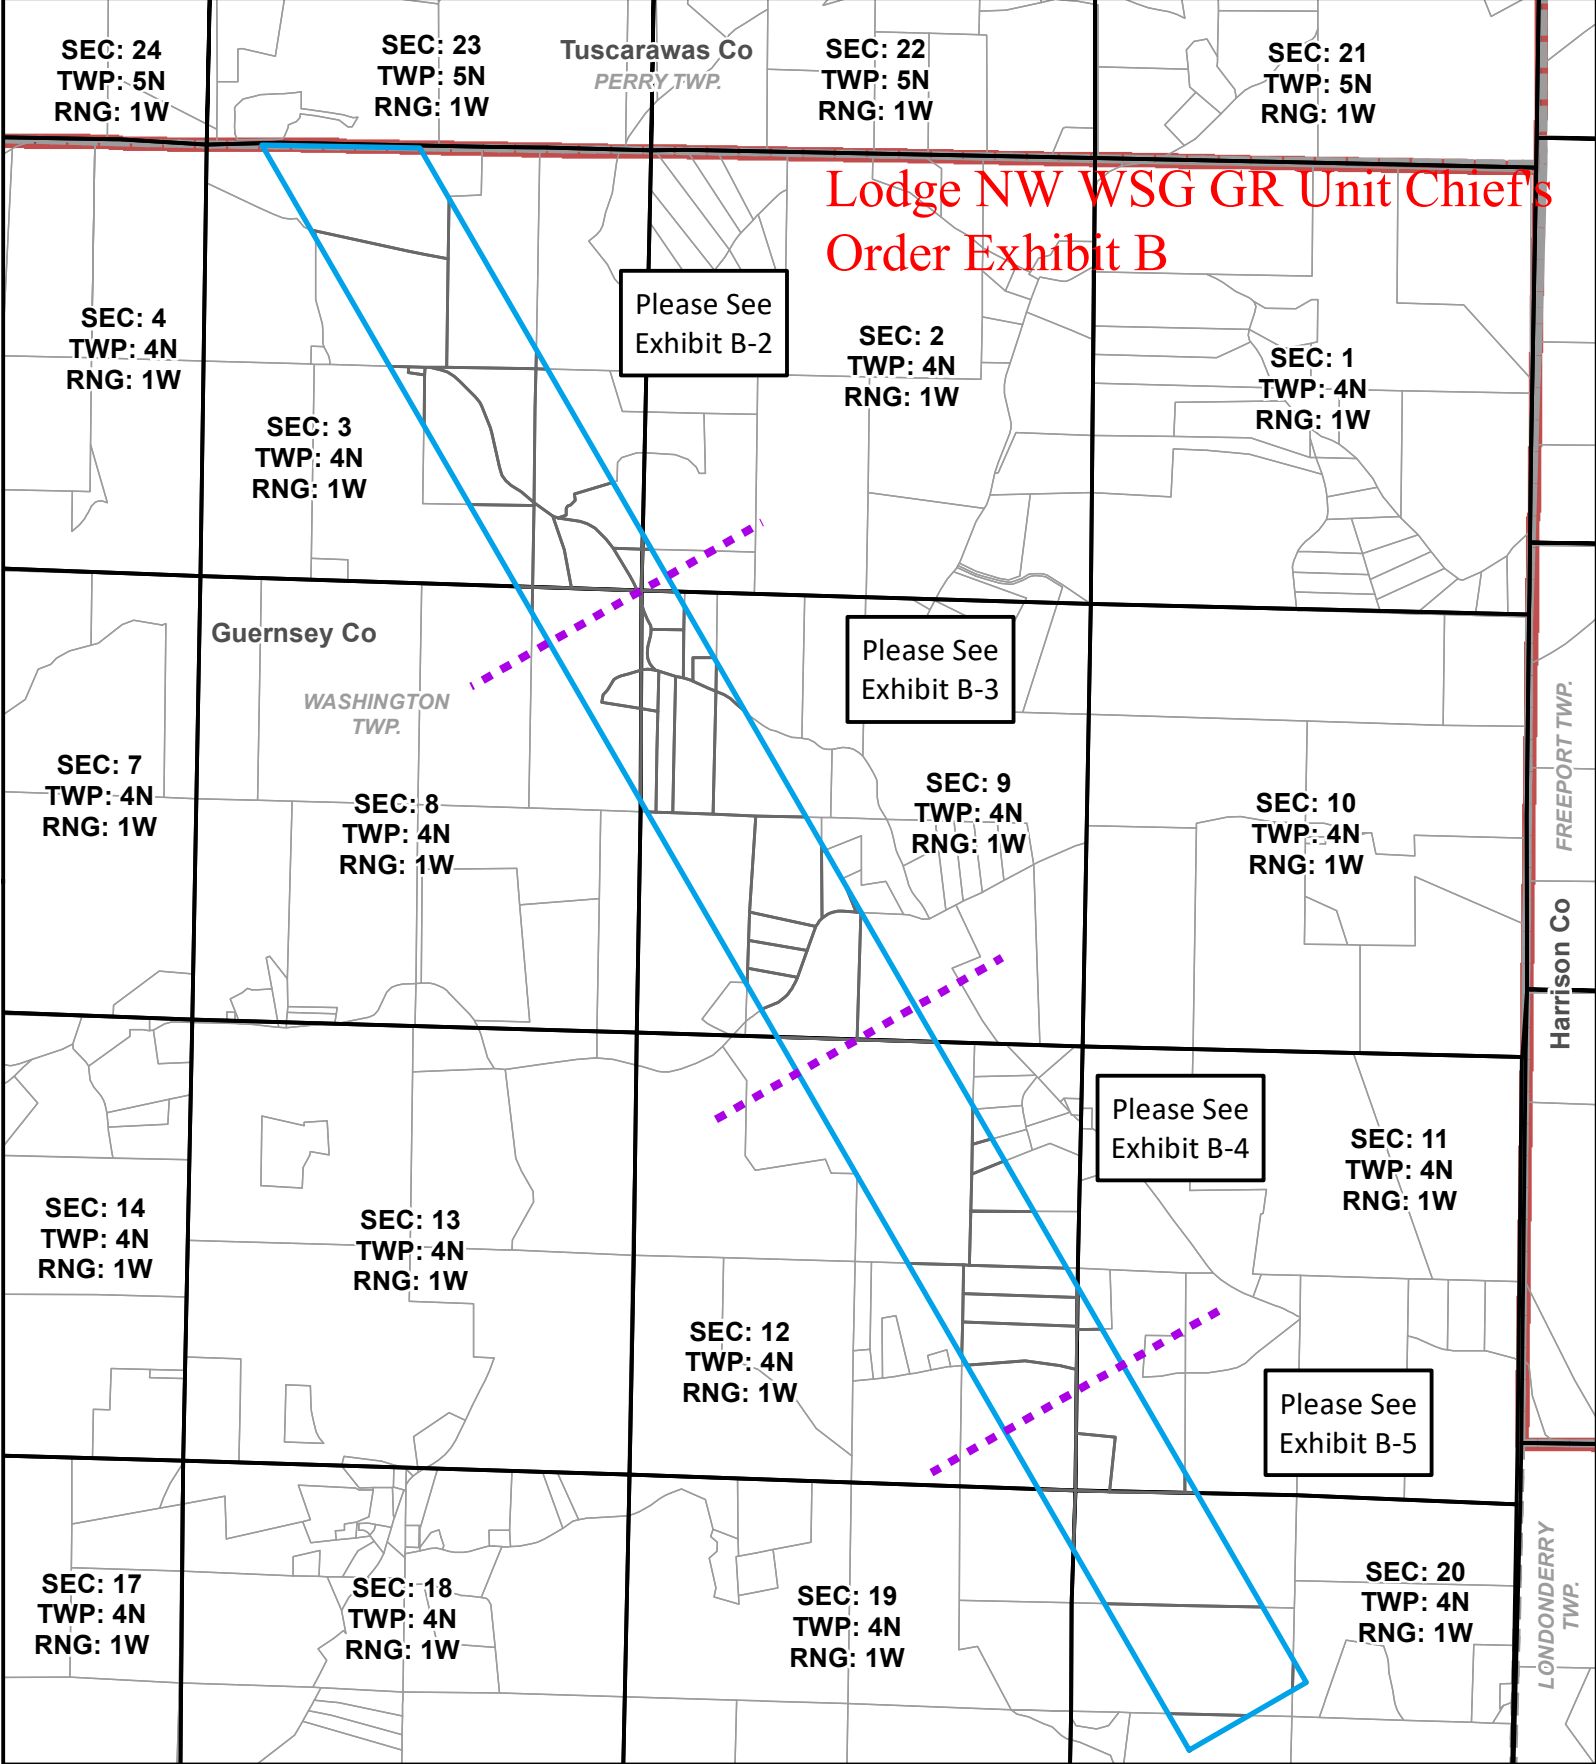 SEC: 24
TWP: 5N
RNG: 1W
SEC: 23
TWP: 5N
RNG: 1W
Tuscarawas Co
PERRY TWP.
SEC: 22
TWP: 5N
RNG: 1W
SEC: 21
TWP: 5N
RNG: 1W
Lodge NW WSG GR Unit Chief's
Order Exhibit B
Please See
Exhibit B-2
SEC: 4
TWP: 4N
RNG: 1W
SEC: 3
TWP: 4N
RNG: 1W
SEC: 2
TWP: 4N
RNG: 1W
SEC: 1
TWP: 4N
RNG: 1W
Guernsey Co
WASHINGTON
TWP.
Please See
Exhibit B-3
FREEPORT TWP.
SEC: 7
TWP: 4N
RNG: 1W
SEC: 8
TWP: 4N
RNG: 1W
SEC: 9
TWP: 4N
RNG: 1W
SEC: 10
TWP: 4N
RNG: 1W
Harrison Co
Please See
Exhibit B-4
SEC: 11
TWP: 4N
RNG: 1W
SEC: 14
TWP: 4N
RNG: 1W
SEC: 13
TWP: 4N
RNG: 1W
SEC: 12
TWP: 4N
RNG: 1W
Please See
Exhibit B-5
SEC: 17
TWP: 4N
RNG: 1W
SEC: 18
TWP: 4N
RNG: 1W
SEC: 19
TWP: 4N
RNG: 1W
SEC: 20
TWP: 4N
RNG: 1W
LONDONDERRY
TWP.